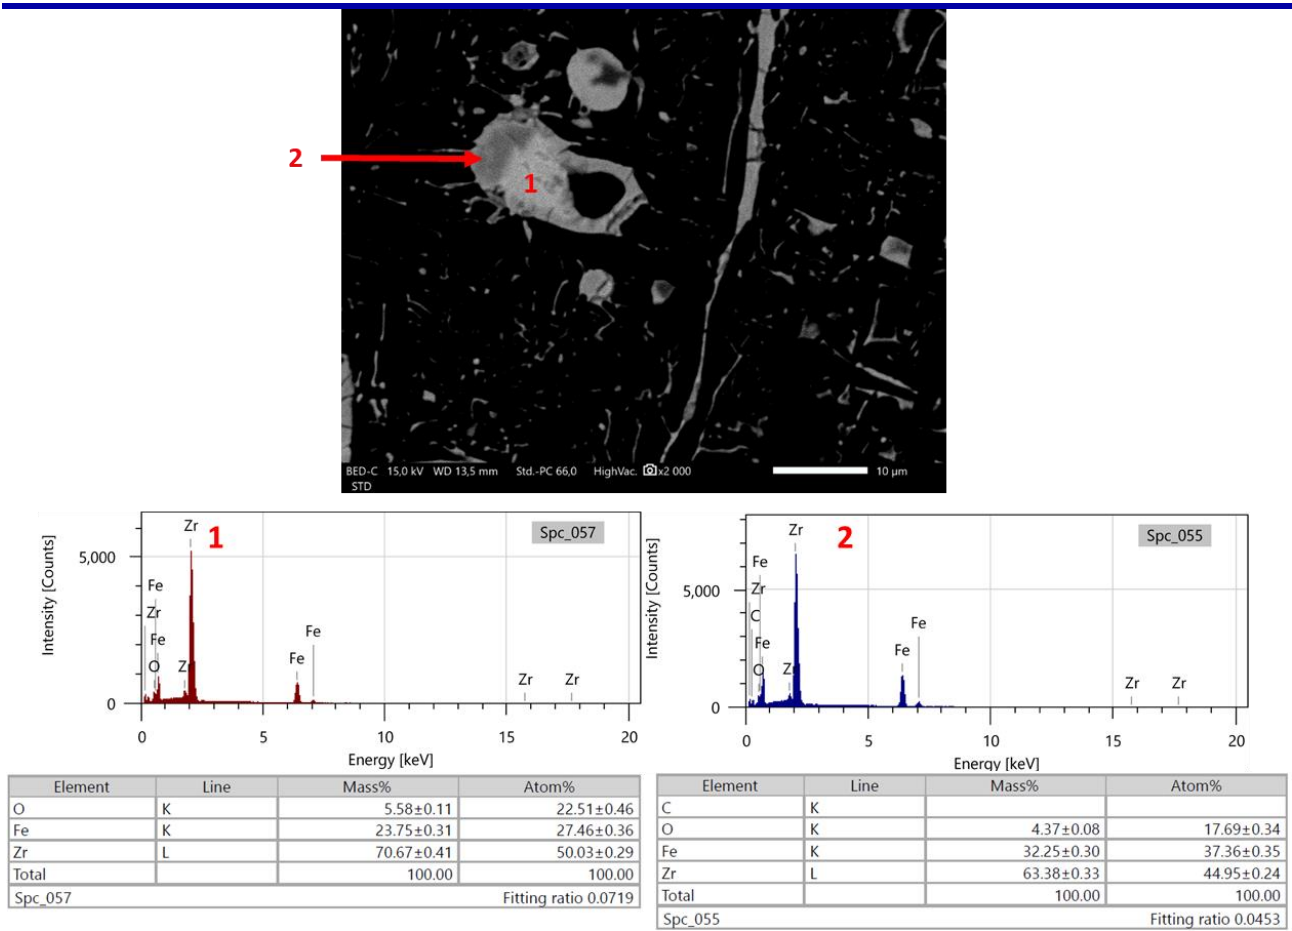 2
1
BED-C 15,0 kV WD 13,5 mm Std.-PC 66,0 HighVac. x2 000 10 µm
STD
1
Spc_057
Intensity [Counts]
5,000
0
Zr
Fe
Zr
Fe
O
Z
Fe
Fe
Zr
Zr
0 5 10 15 20
Energy [keV]
Element Line Mass% Atom%
O K 5.58±0.11 22.51±0.46
Fe K 23.75±0.31 27.46±0.36
Zr L 70.67±0.41 50.03±0.29
Total 100.00 100.00
Spc_057 Fitting ratio 0.0719
2
Spc_055
Intensity [Counts]
5,000
0
Zr
Fe
Zr
C
Fe
O
Z
Fe
Fe
Zr
Zr
0 5 10 15 20
Energy [keV]
Element Line Mass% Atom%
C K
O K 4.37±0.08 17.69±0.34
Fe K 32.25±0.30 37.36±0.35
Zr L 63.38±0.33 44.95±0.24
Total 100.00 100.00
Spc_055 Fitting ratio 0.0453